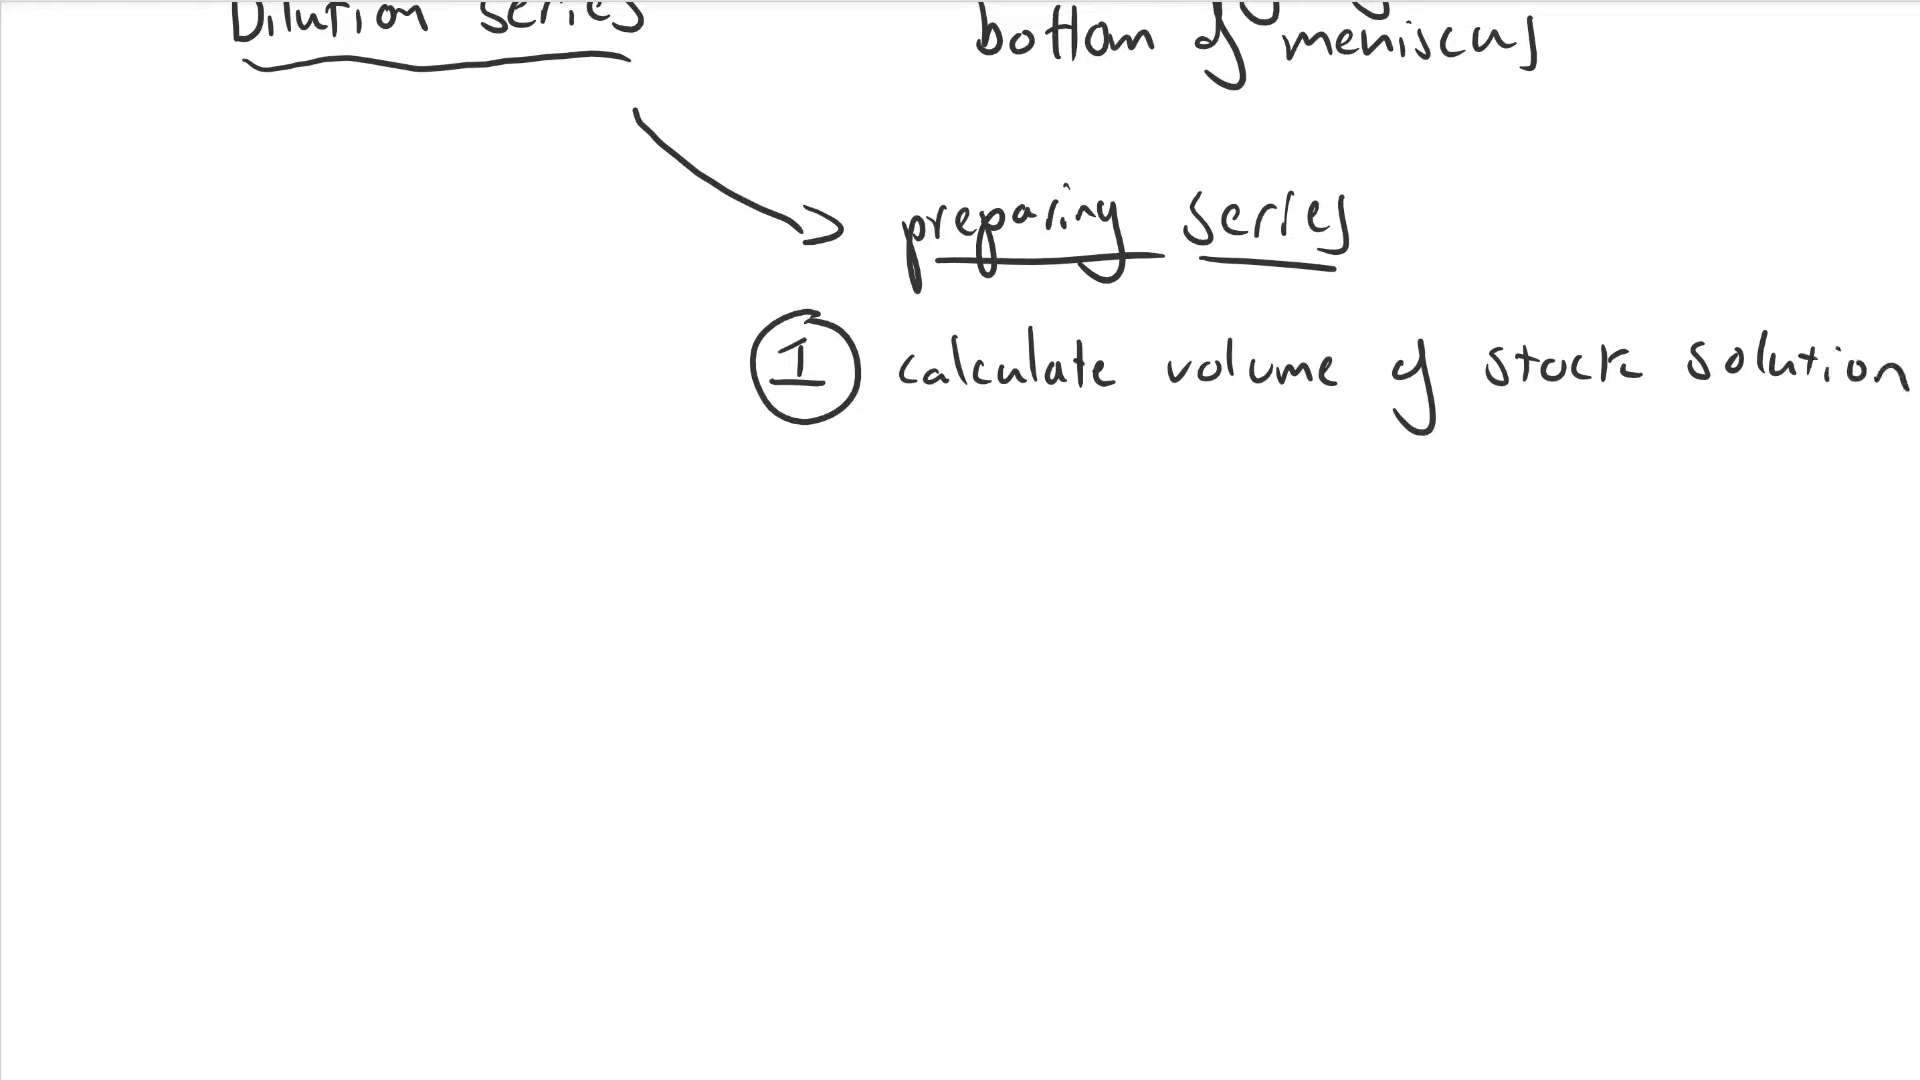 Dilution series
bottom of meniscus
preparing series
1 calculate volume of stock solution